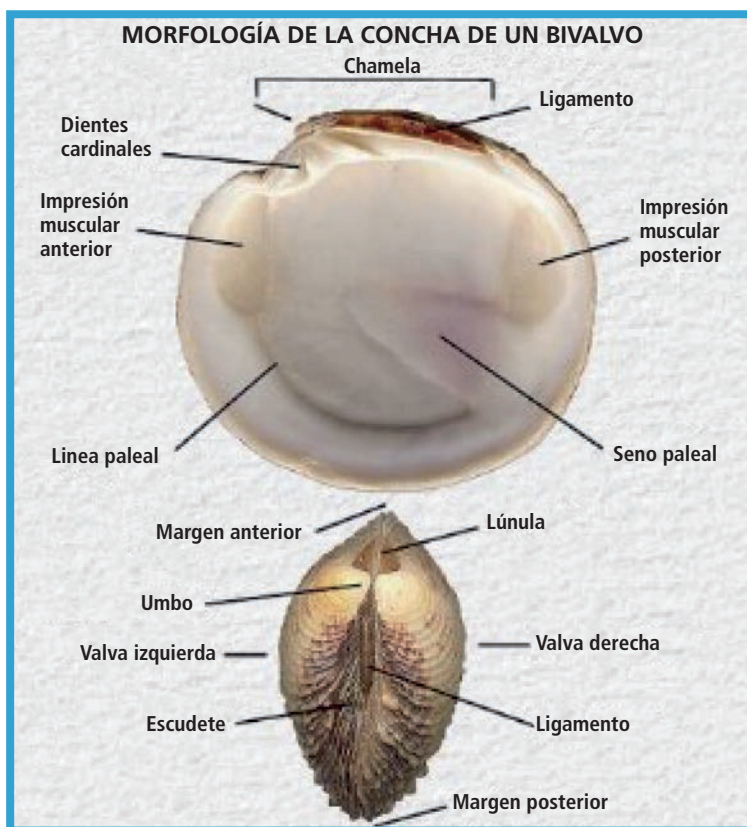 MORFOLOGÍA DE LA CONCHA DE UN BIVALVO
Chamela
Ligamento
Dientes
cardinales
Impresión
muscular
anterior
Impresión
muscular
posterior
Linea paleal
Seno paleal
Margen anterior
Lúnula
Umbo
Valva izquierda
Valva derecha
Escudete
Ligamento
Margen posterior